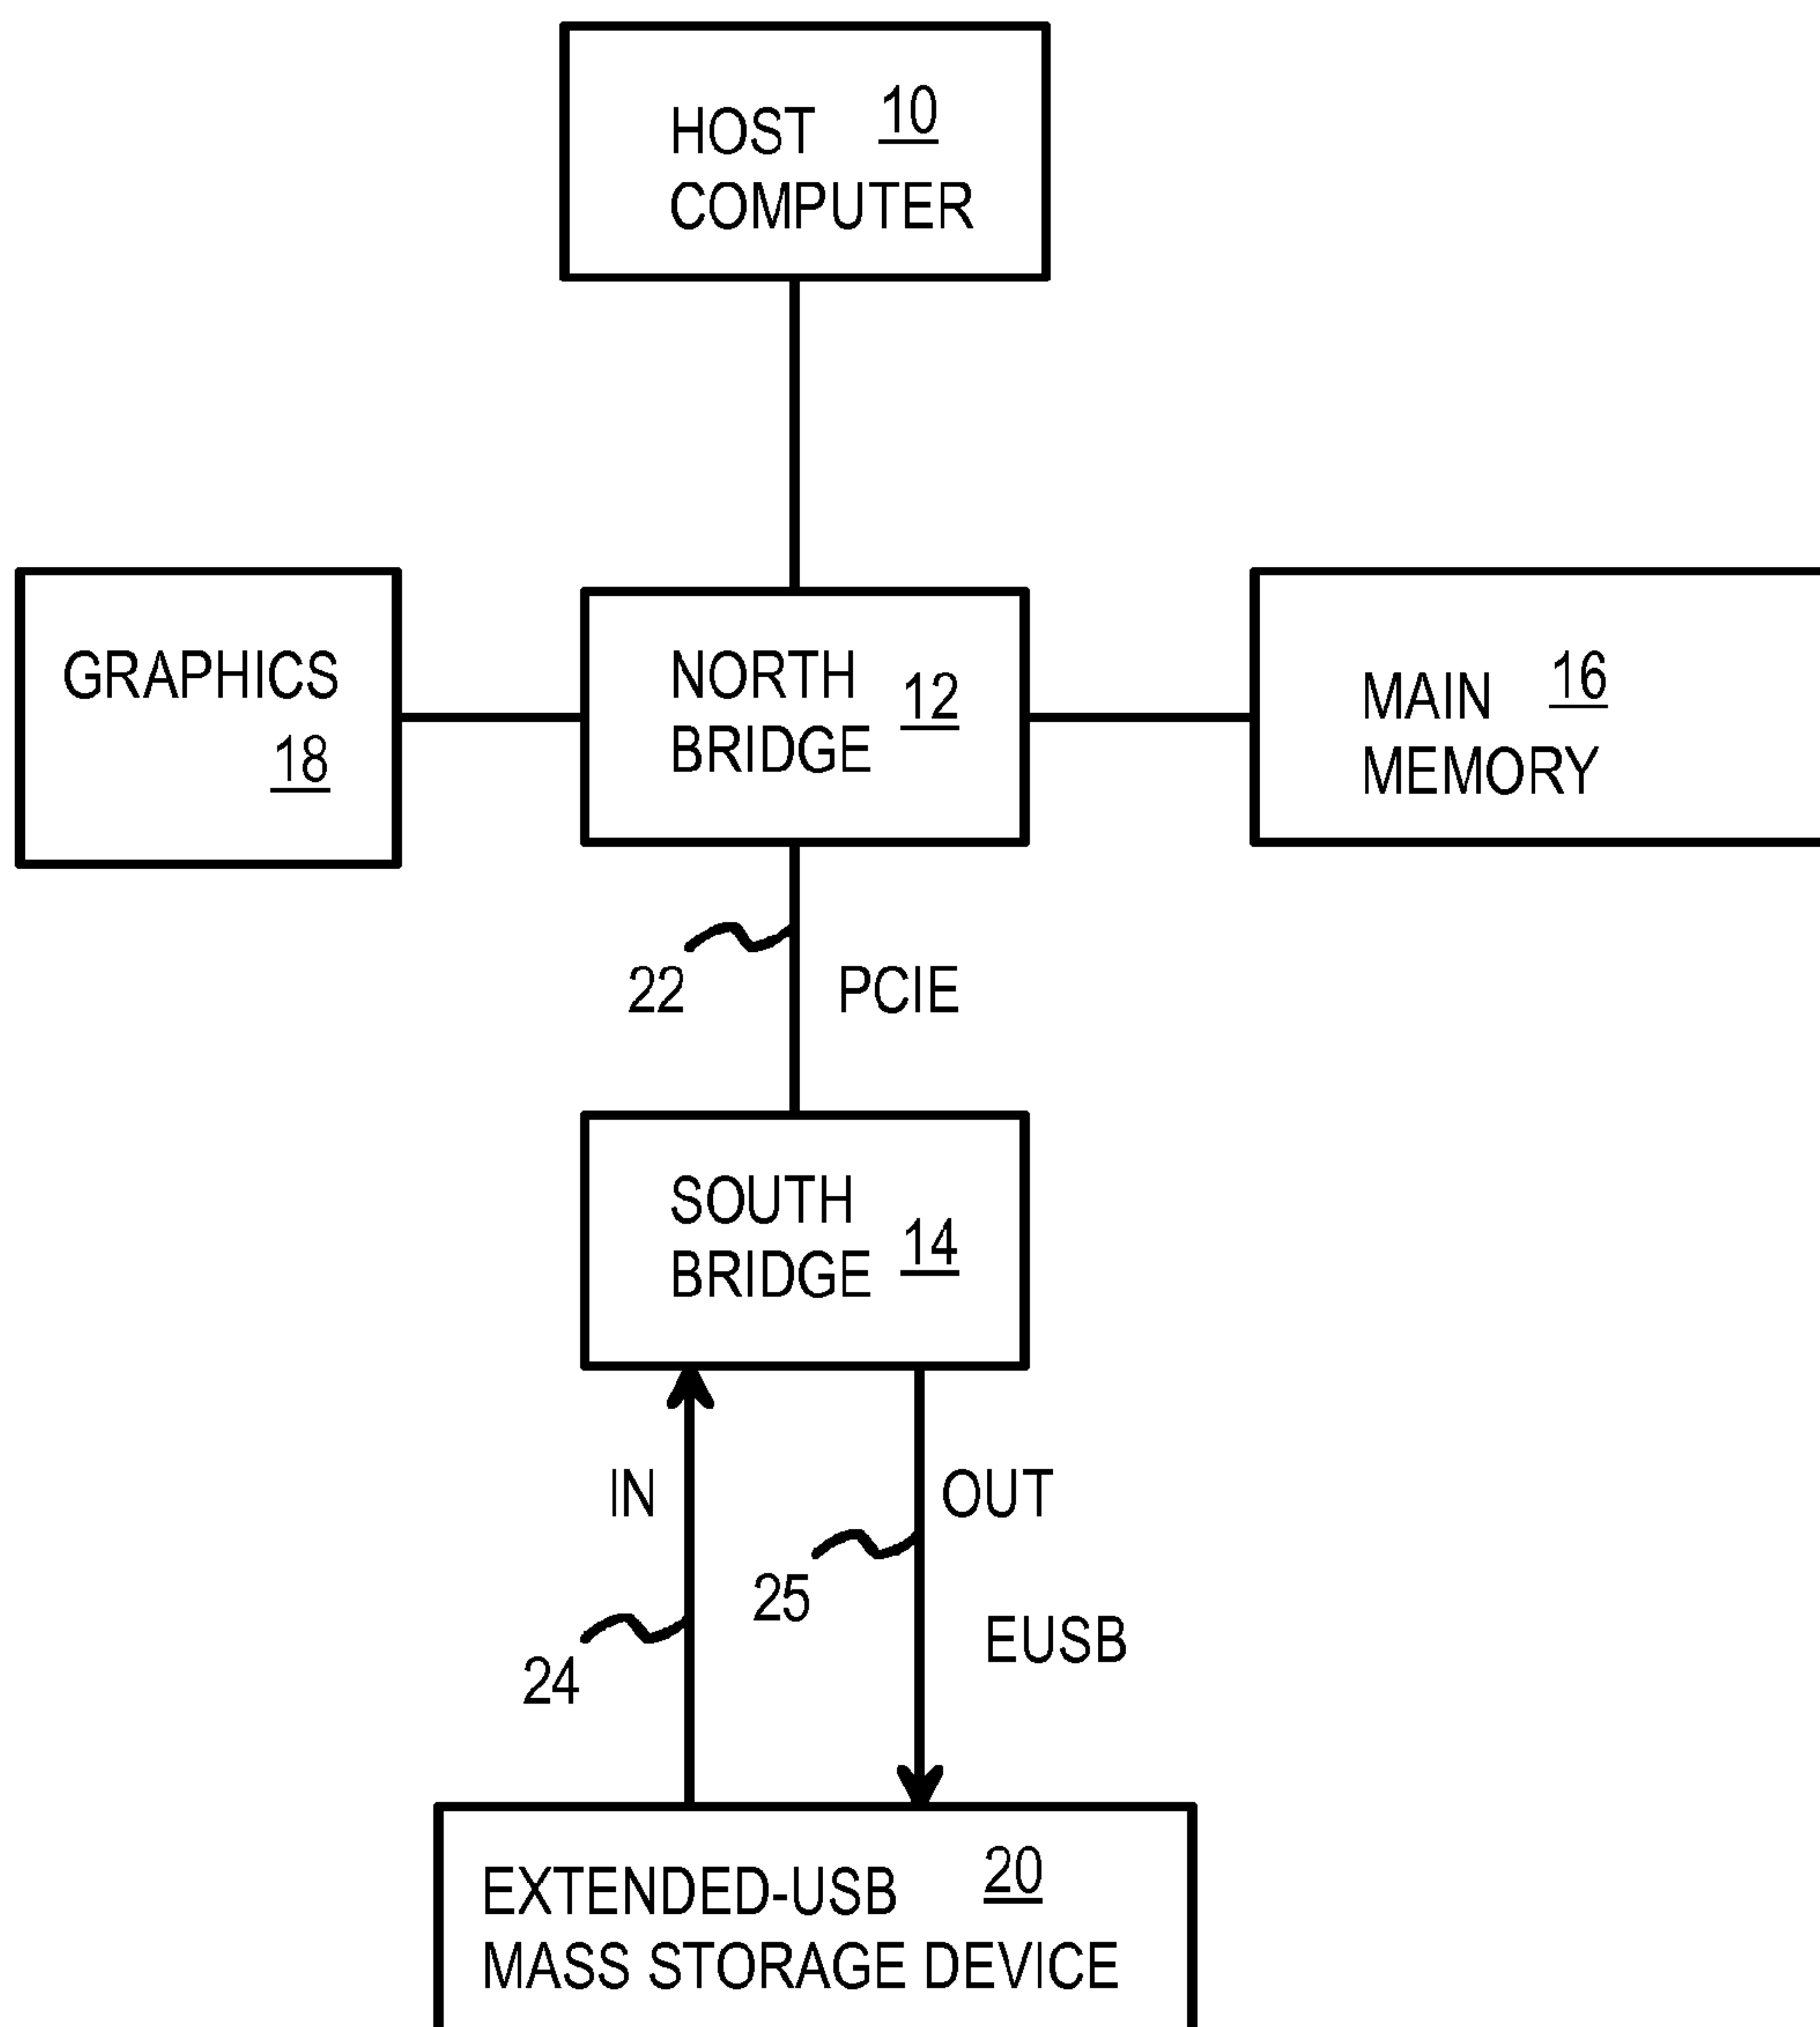 HOST 10
COMPUTER
GRAPHICS
18
NORTH
BRIDGE 12
MAIN 16
MEMORY
22 PCIE
SOUTH
BRIDGE 14
IN
OUT
25
EUSB
24
EXTENDED-USB 20
MASS STORAGE DEVICE